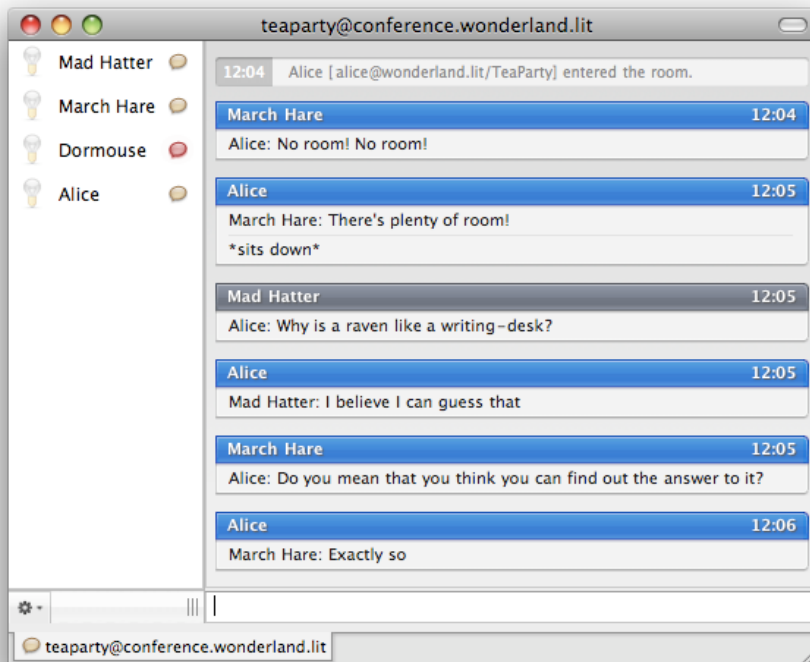 teaparty@conference.wonderland.lit
Mad Hatter
March Hare
Dormouse
Alice
12:04 Alice [alice@wonderland.lit/TeaParty] entered the room.
March Hare 12:04
Alice: No room! No room!
Alice 12:05
March Hare: There's plenty of room!
*sits down*
Mad Hatter 12:05
Alice: Why is a raven like a writing-desk?
Alice 12:05
Mad Hatter: I believe I can guess that
March Hare 12:05
Alice: Do you mean that you think you can find out the answer to it?
Alice 12:06
March Hare: Exactly so
teaparty@conference.wonderland.lit